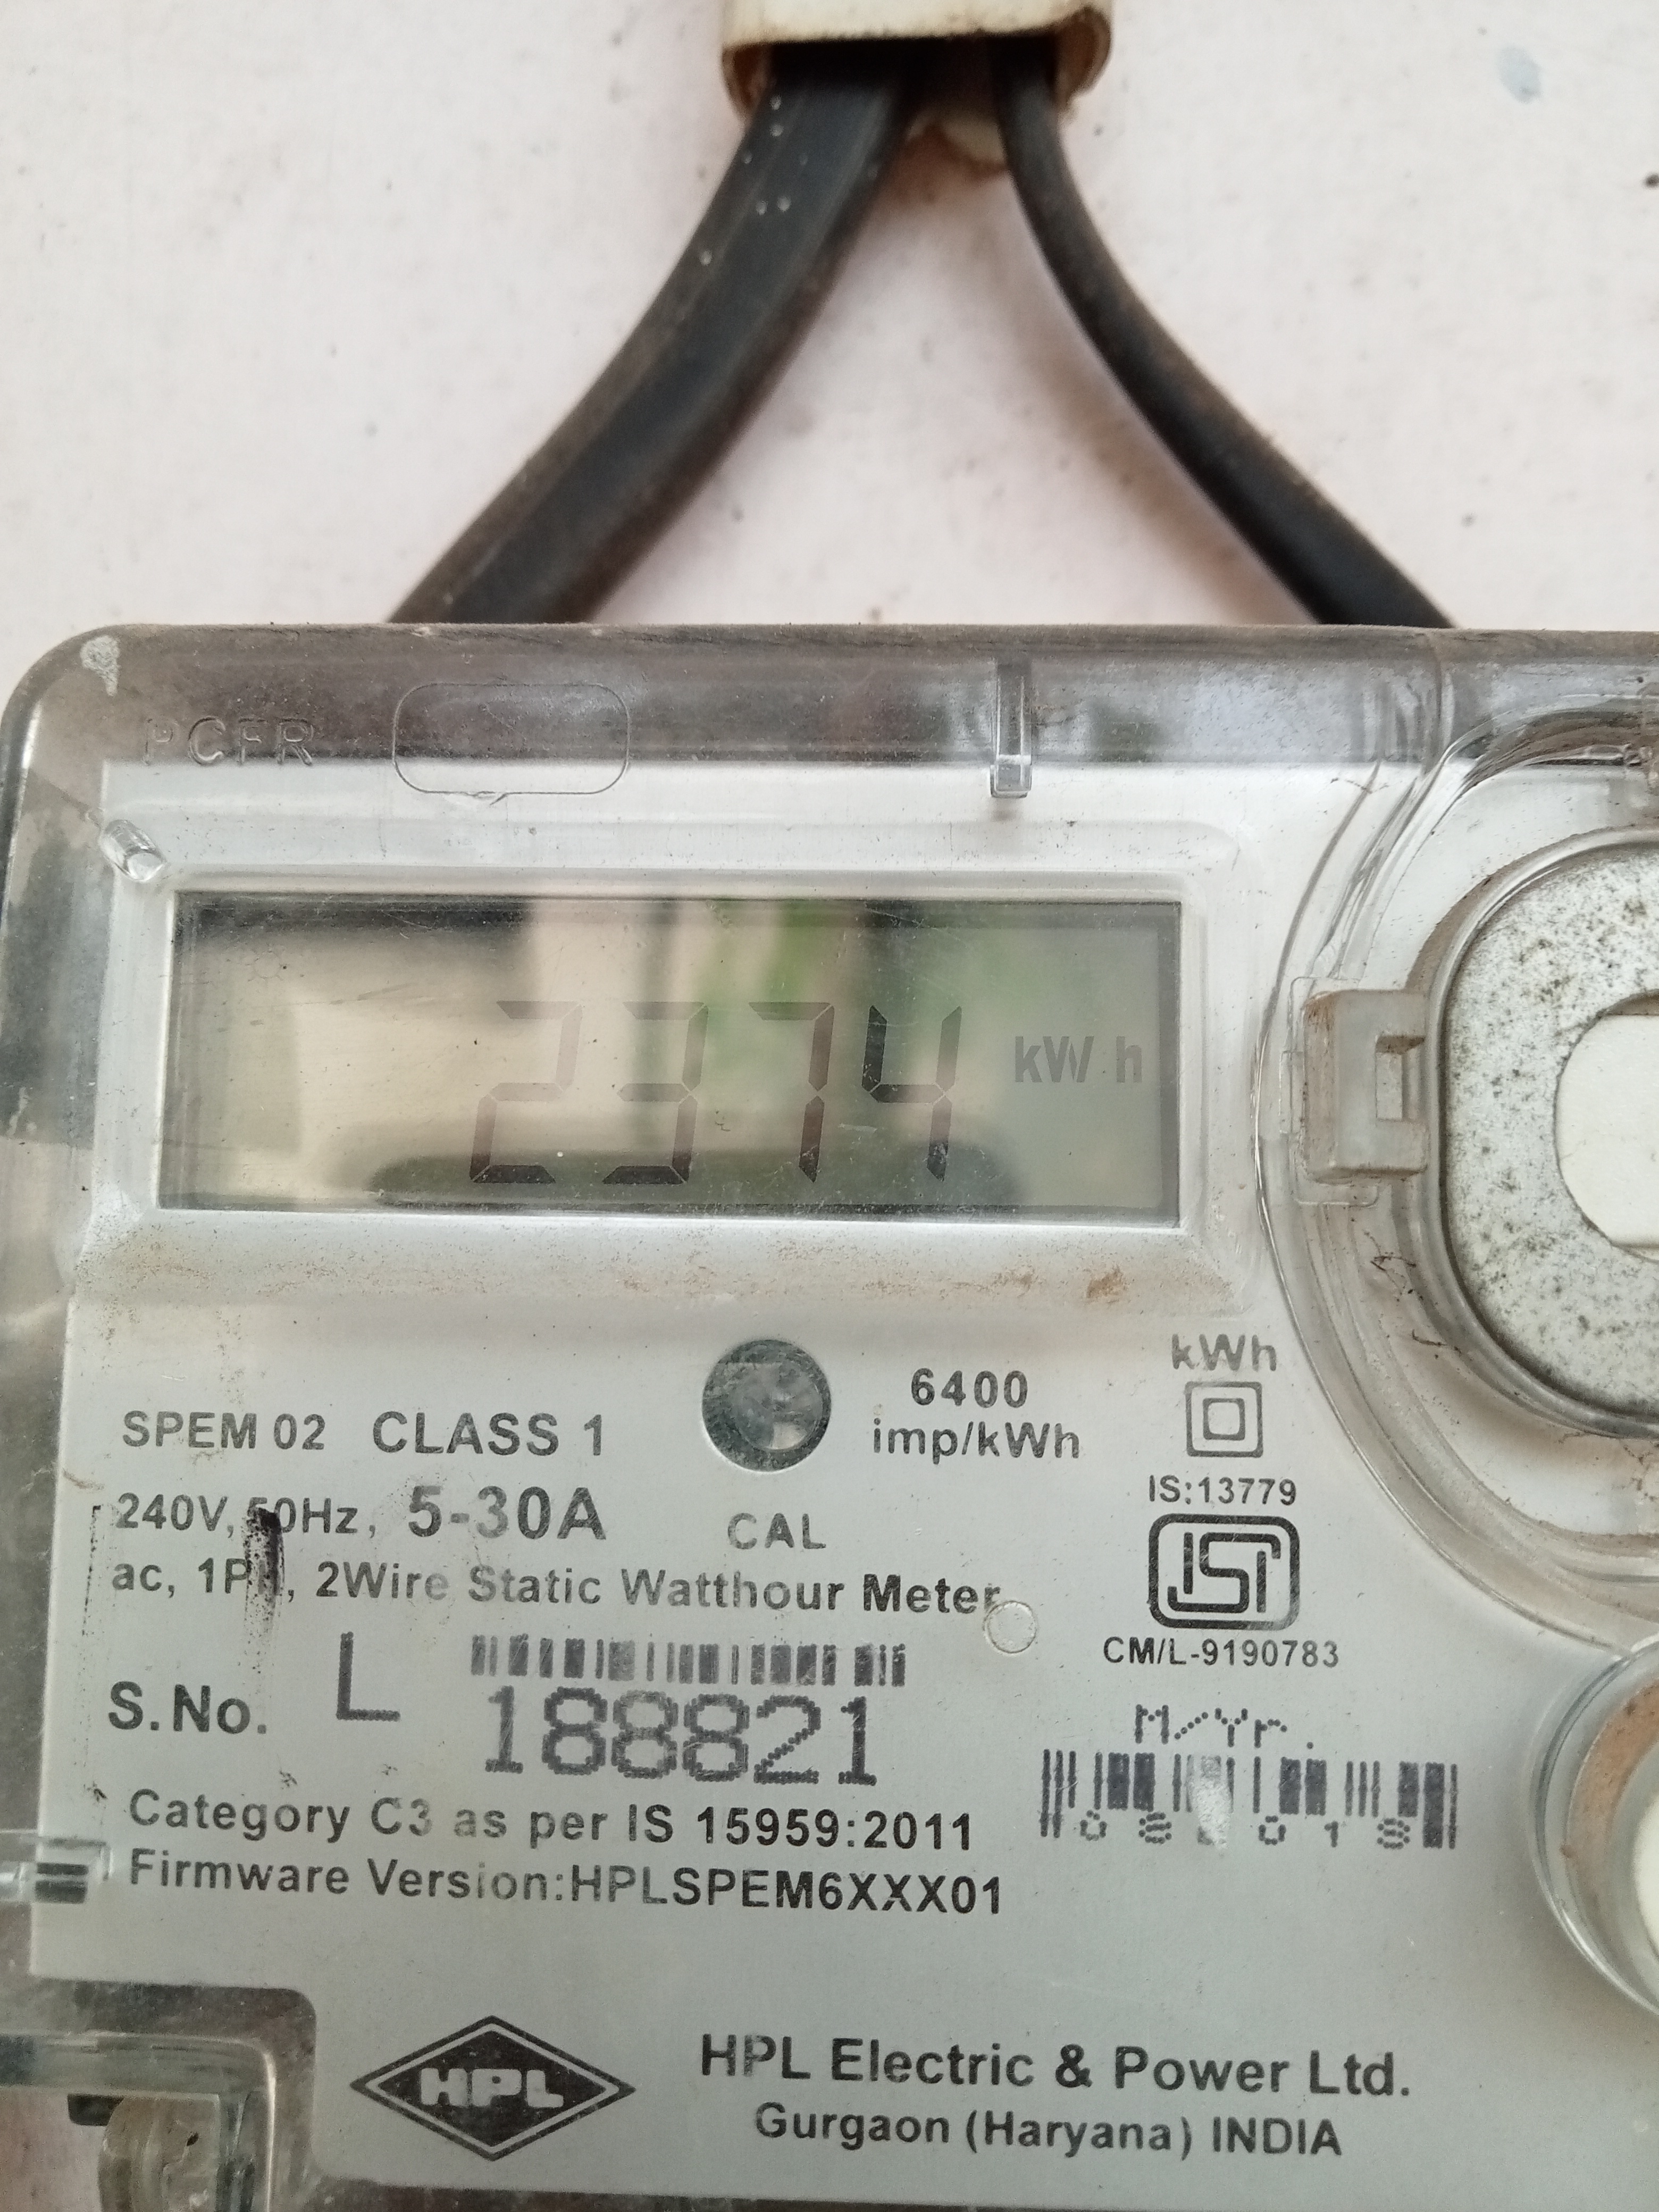 PCFR
2374 kW h
6400
imp/kWh
kWh
SPEM 02 CLASS 1
240V, 50Hz, 5-30A
CAL
IS:13779
ISI
ac, 1PH, 2Wire Static Watthour Meter
CM/L-9190783
S.No. L 188821
M/Yr.
Category C3 as per IS 15959:2011
Firmware Version:HPLSPEM6XXX01
HPL
HPL Electric & Power Ltd.
Gurgaon (Haryana) INDIA